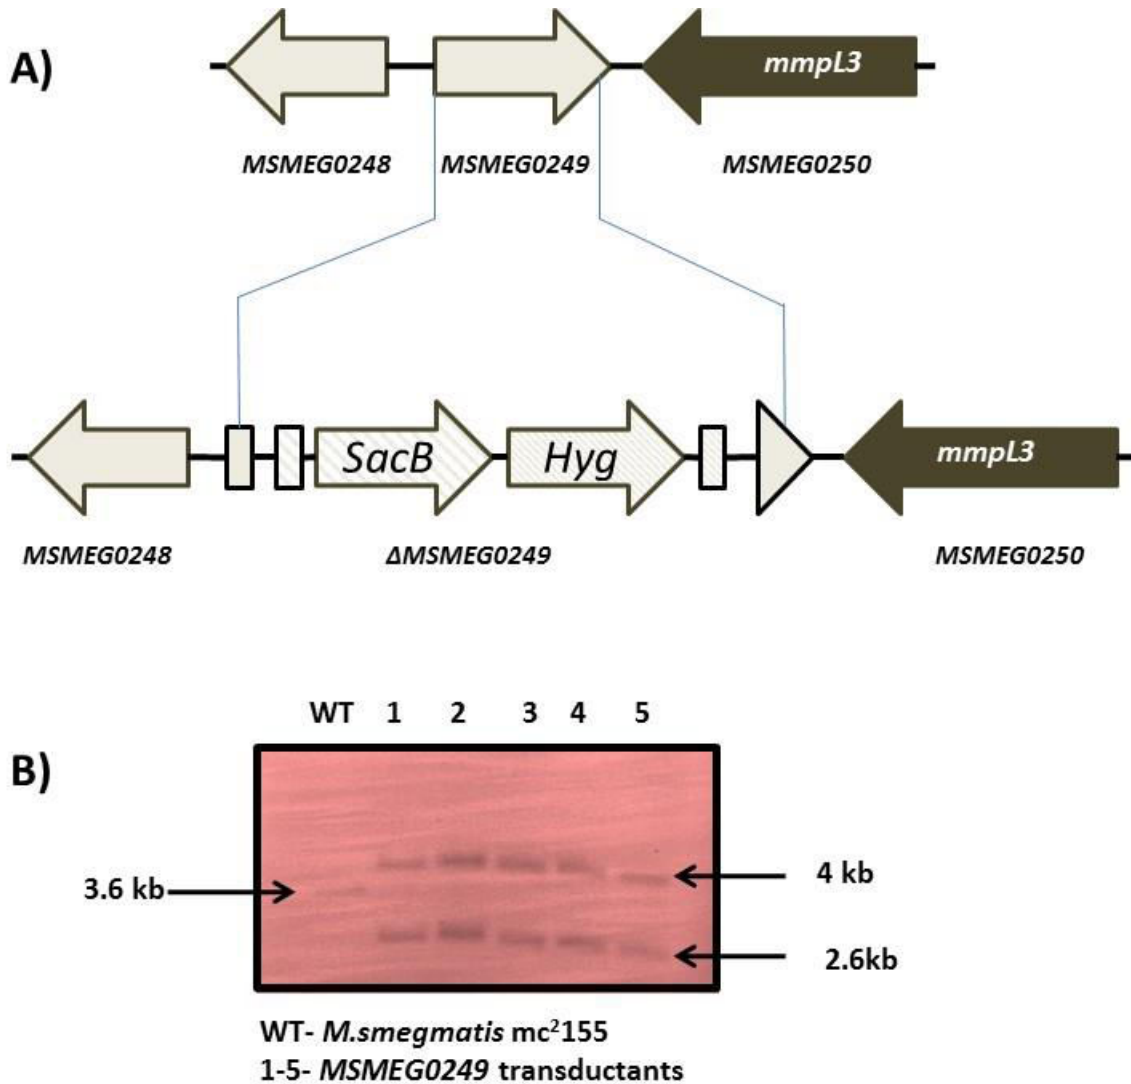 A)
mmpL3
MSMEG0248 MSMEG0249 MSMEG0250
SacB Hyg mmpL3
MSMEG0248 ΔMSMEG0249 MSMEG0250
WT 1 2 3 4 5
B)
3.6 kb 4 kb
2.6kb
WT- M.smegmatis mc²155
1-5- MSMEG0249 transductants